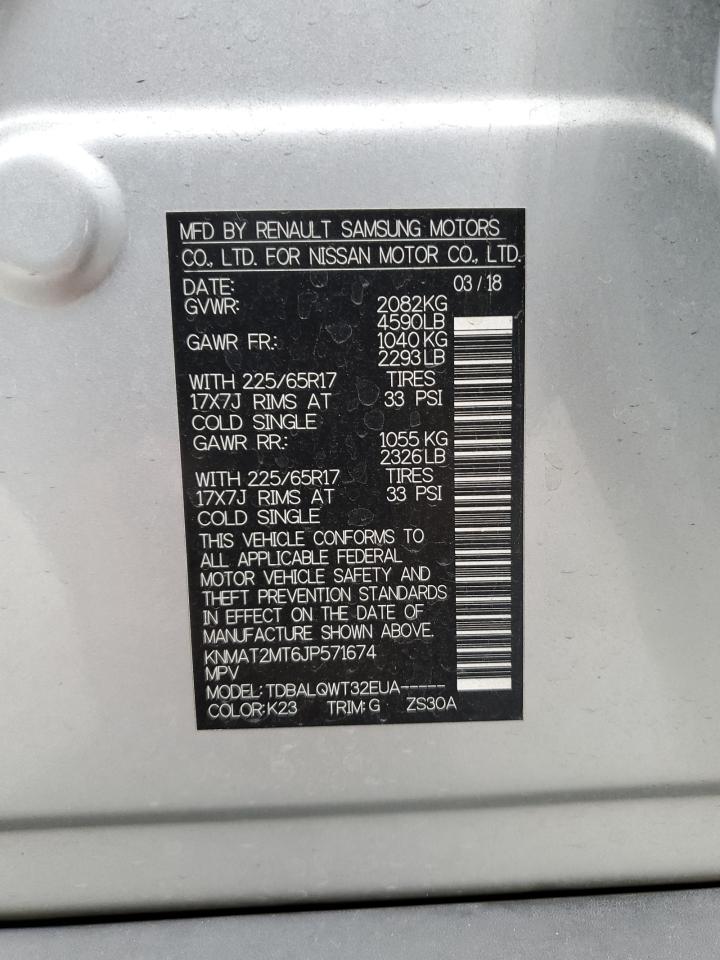 MFD BY RENAULT SAMSUNG MOTORS
CO., LTD. FOR NISSAN MOTOR CO., LTD.
DATE: 03 / 18
GVWR: 2082KG
4590LB
GAWR FR: 1040 KG
2293 LB
WITH 225/65R17 TIRES
17X7J RIMS AT 33 PSI
COLD SINGLE
GAWR RR: 1055 KG
2326 LB
WITH 225/65R17 TIRES
17X7J RIMS AT 33 PSI
COLD SINGLE
THIS VEHICLE CONFORMS TO
ALL APPLICABLE FEDERAL
MOTOR VEHICLE SAFETY AND
THEFT PREVENTION STANDARDS
IN EFFECT ON THE DATE OF
MANUFACTURE SHOWN ABOVE.
KNMAT2MT6JP571674
MPV
MODEL: TDBALQWT32EUA-----
COLOR: K23 TRIM: G ZS30A